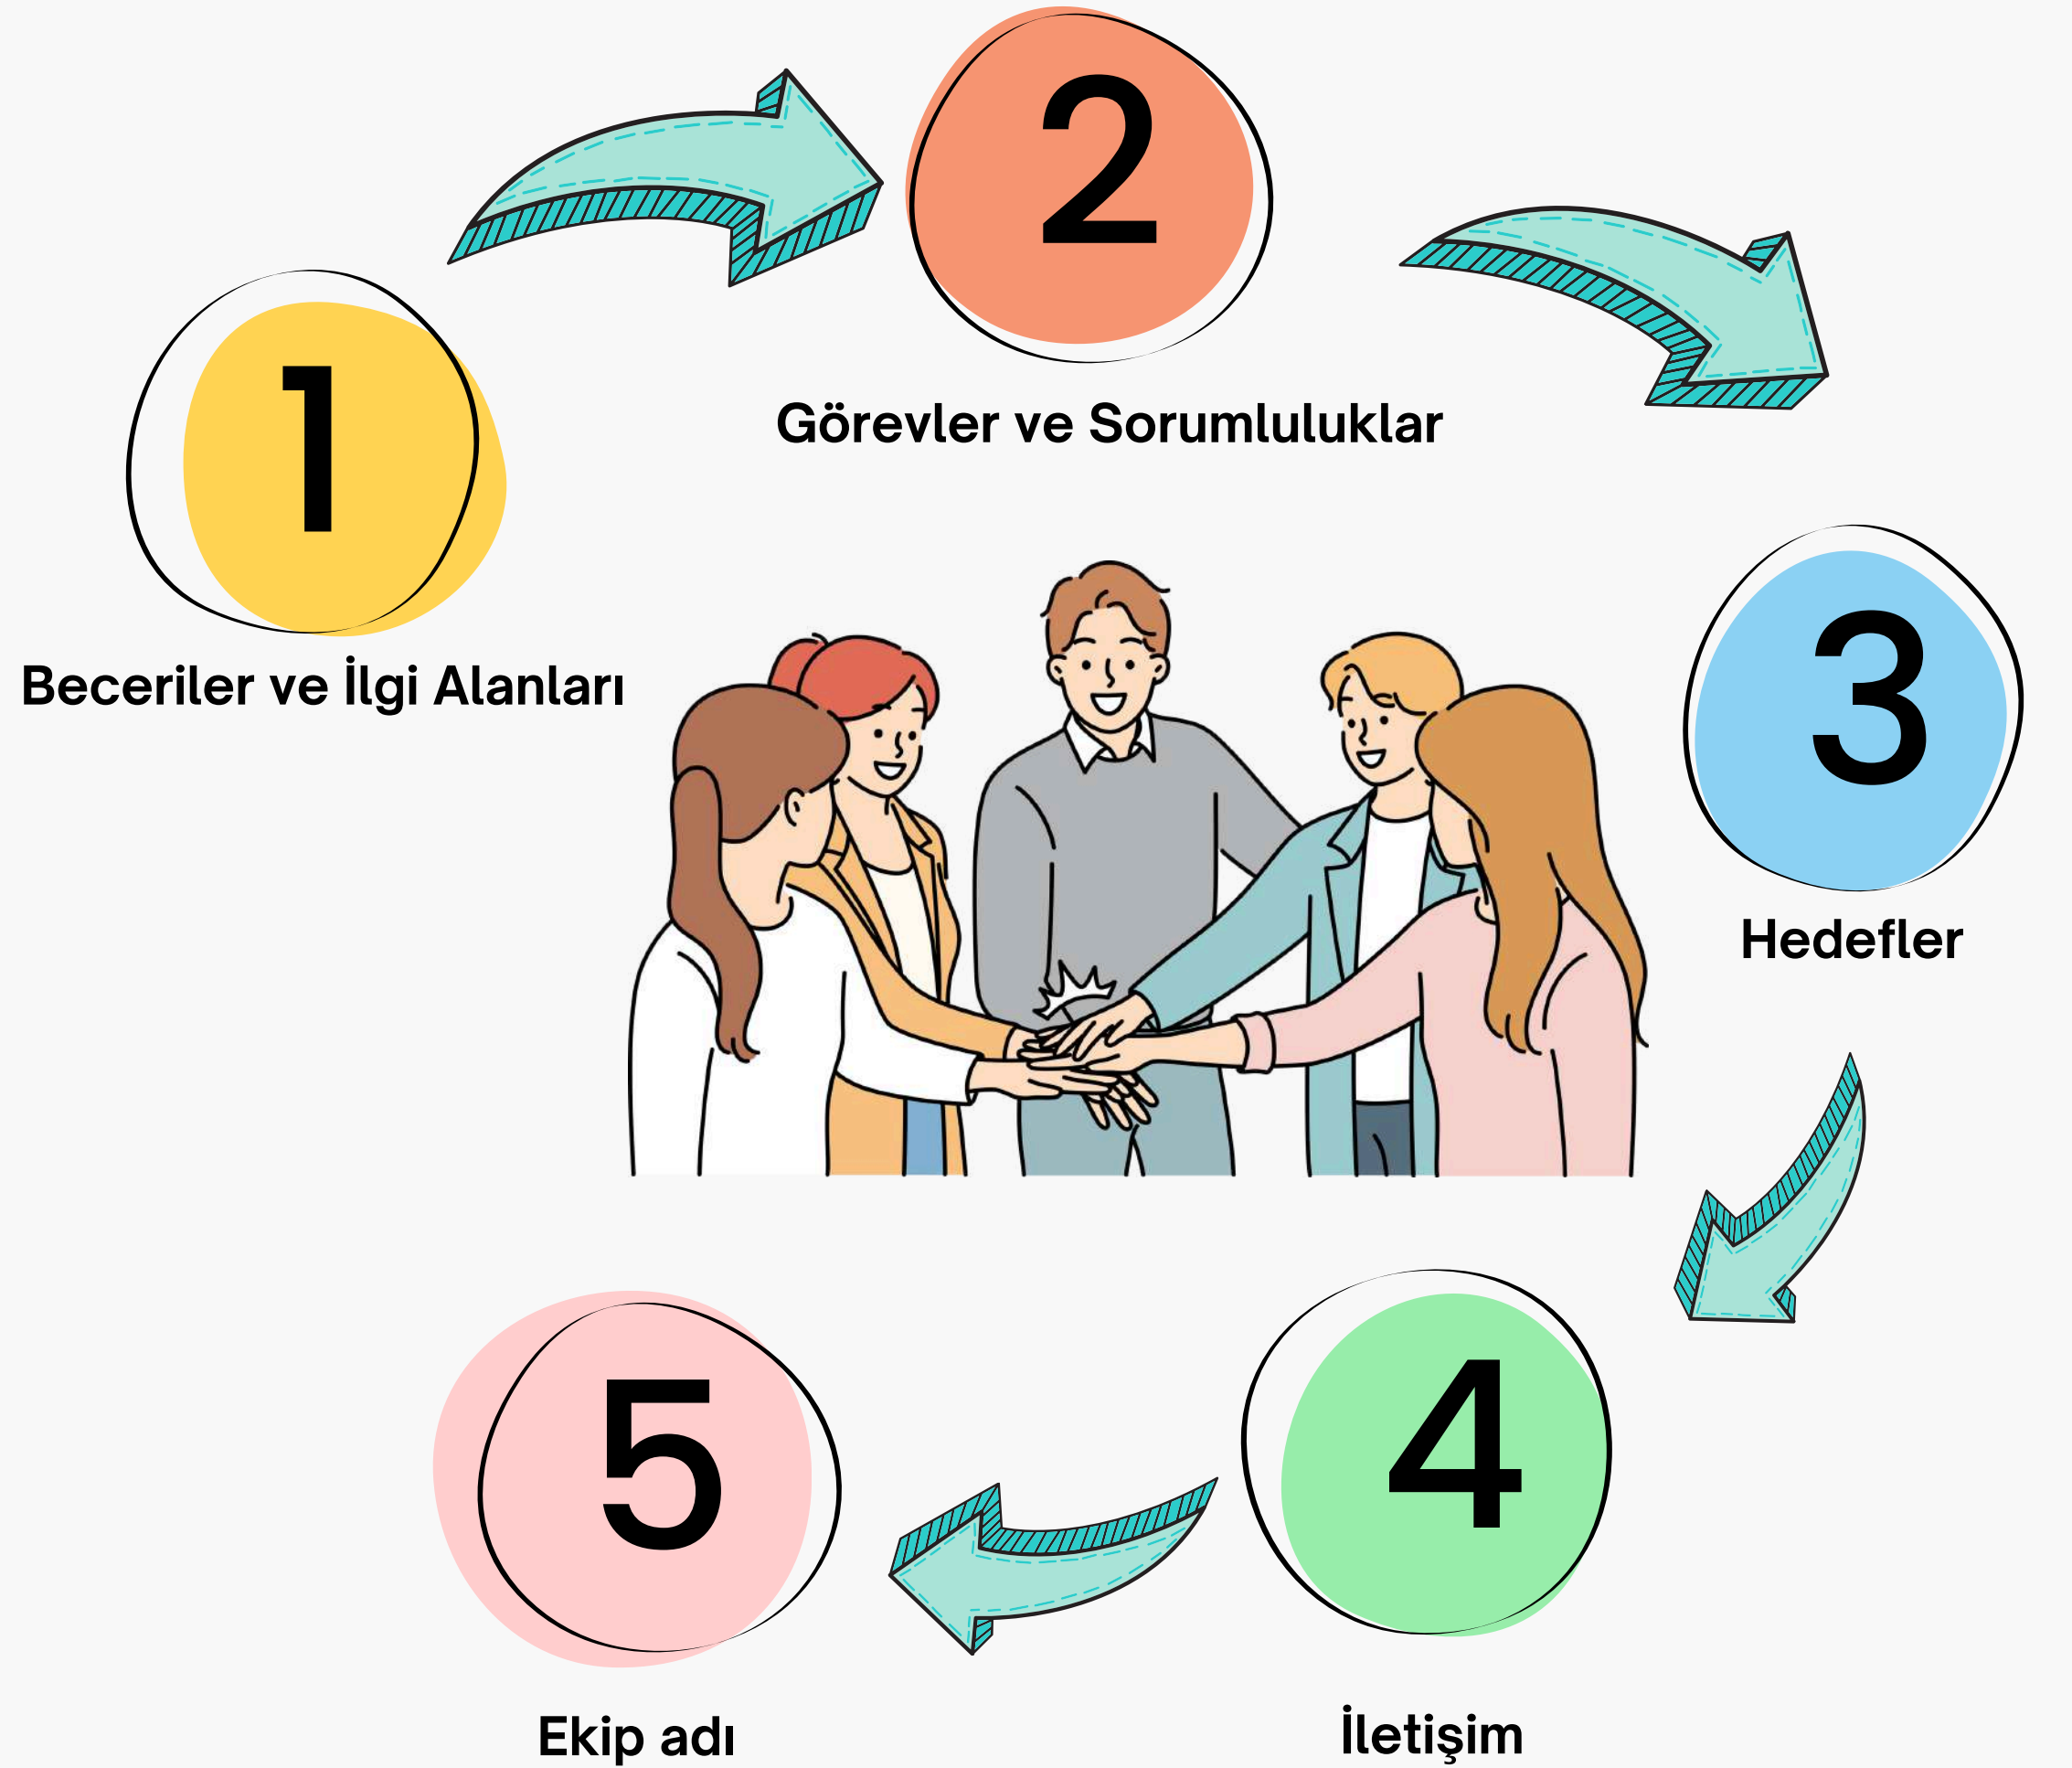 1
Beceriler ve İlgi Alanları
2
Görevler ve Sorumluluklar
3
Hedefler
4
İletişim
5
Ekip adı